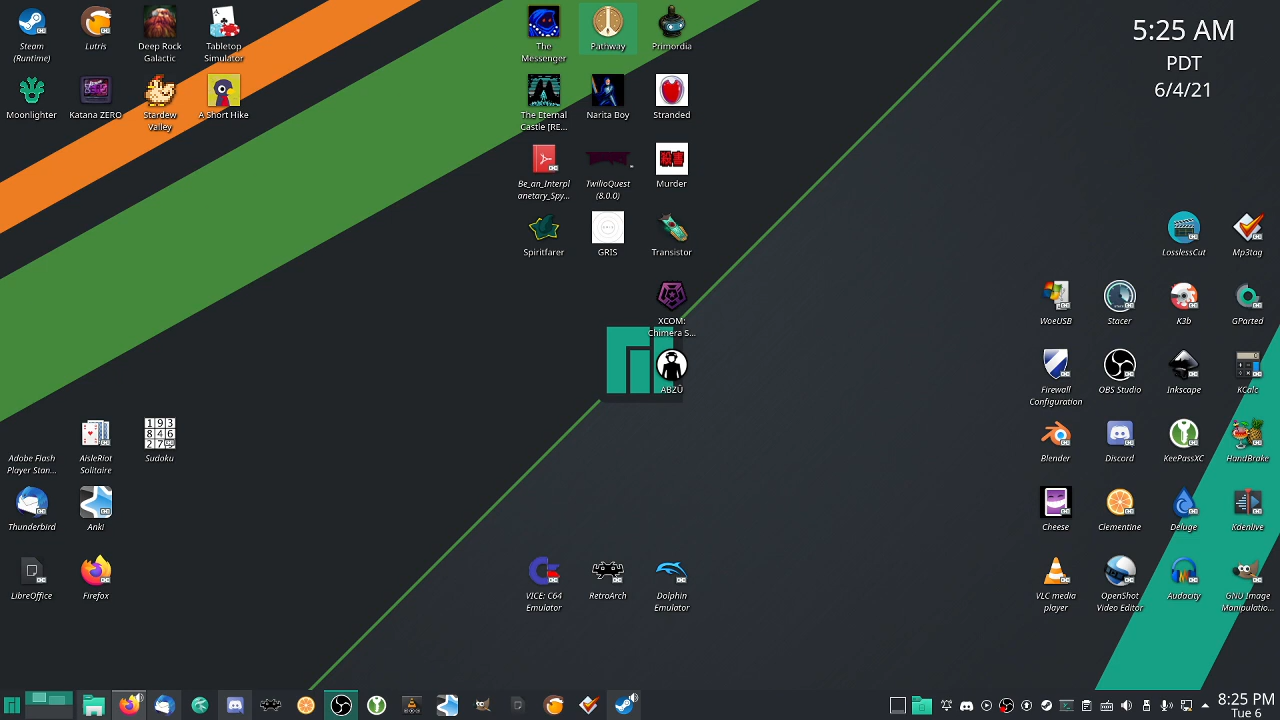 5:25 AM
PDT
6/4/21
Steam
(Runtime)
Lutris
Deep Rock
Galactic
Tabletop
Simulator
The
Messenger
Pathway
Primordia
Moonlighter
Katana ZERO
Stardew
Valley
A Short Hike
The Eternal
Castle [RE...
Narita Boy
Stranded
殺害
Be_an_Interpl
anetary_Spy...
TwilioQuest
(8.0.0)
Murder
Spiritfarer
GRIS
Transistor
LosslessCut
Mp3tag
XCOM:
Chimera S...
WoeUSB
Stacer
K3b
GParted
ABZÛ
Firewall
Configuration
OBS Studio
Inkscape
KCalc
193
846
27
Adobe Flash
Player Stan...
AisleRiot
Solitaire
Sudoku
Blender
Discord
KeePassXC
HandBrake
Thunderbird
Anki
Cheese
Clementine
Deluge
Kdenlive
LibreOffice
Firefox
VICE: C64
Emulator
RetroArch
Dolphin
Emulator
VLC media
player
OpenShot
Video Editor
Audacity
GNU Image
Manipulatio...
8:25 PM
Tue 6